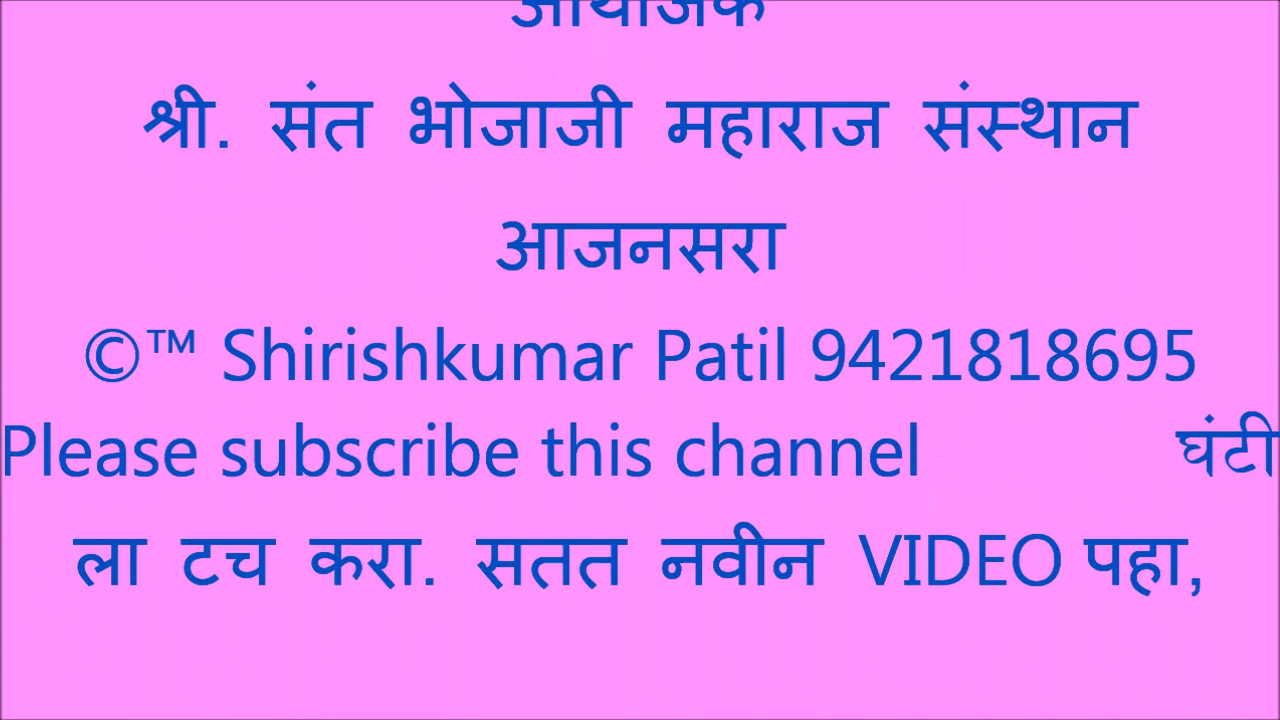 श्री. संत भोजाजी महाराज संस्थान
आजनसरा
©™ Shirishkumar Patil 9421818695
Please subscribe this channel घंटी
ला टच करा. सतत नवीन VIDEO पहा,